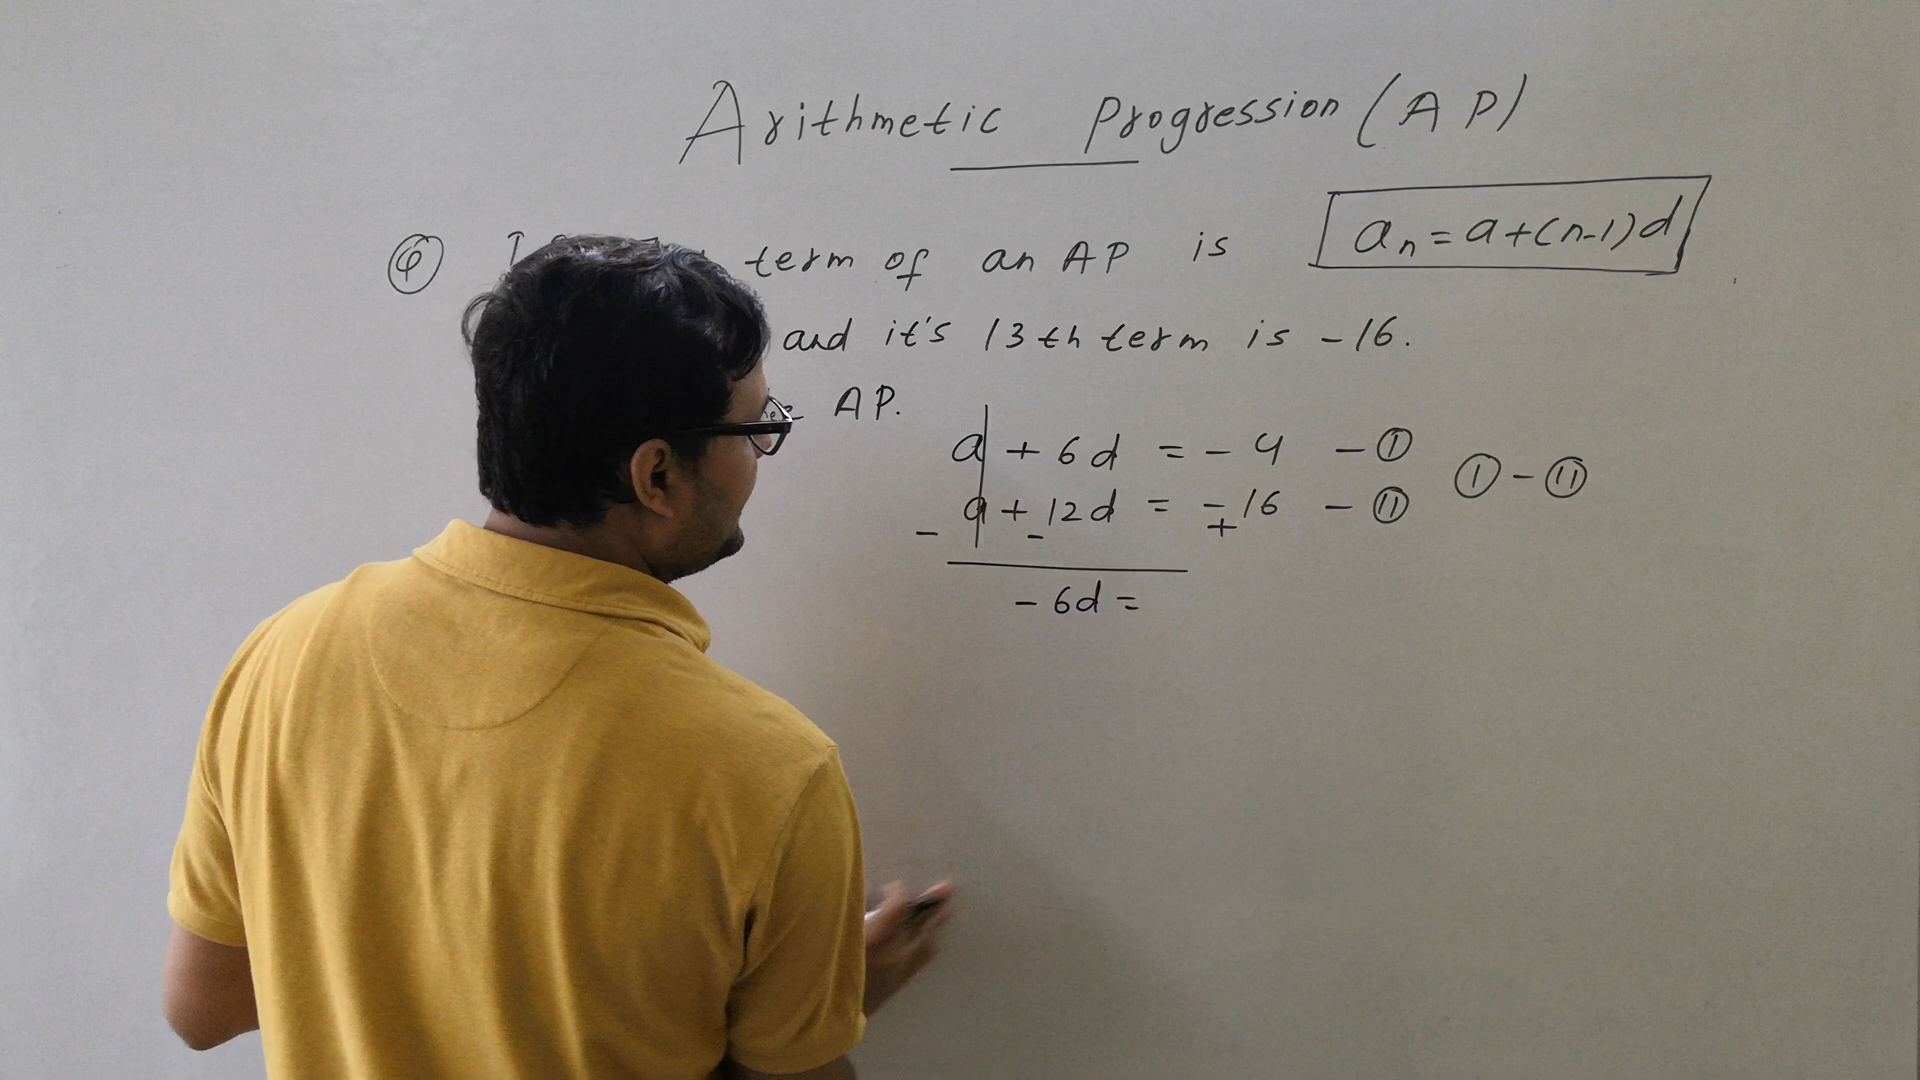 Arithmetic Progression (AP)
an = a+(n-1)d
④ term of an AP is
and it's 13th term is -16.
AP.
a + 6d = - 4 - ①
① - ⑪
a + 12d = -16 - ⑪
- - +
- 6d =